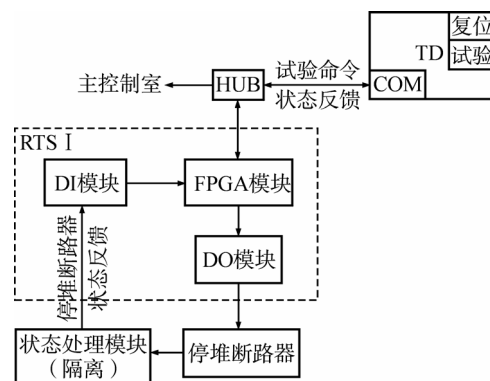 复位
TD
试验
COM
试验命令
状态反馈
HUB
主控制室
RTS Ⅰ
DI模块
FPGA模块
DO模块
停堆断路器
状态反馈
状态处理模块
（隔离）
停堆断路器